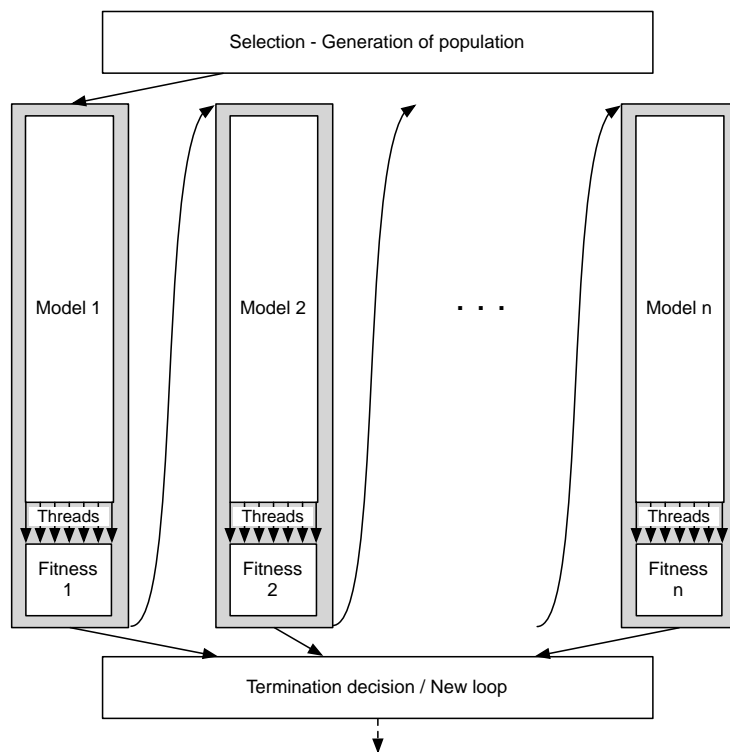 Selection - Generation of population
Model 1
Model 2
. . .
Model n
Threads
Threads
Threads
Fitness
1
Fitness
2
Fitness
n
Termination decision / New loop